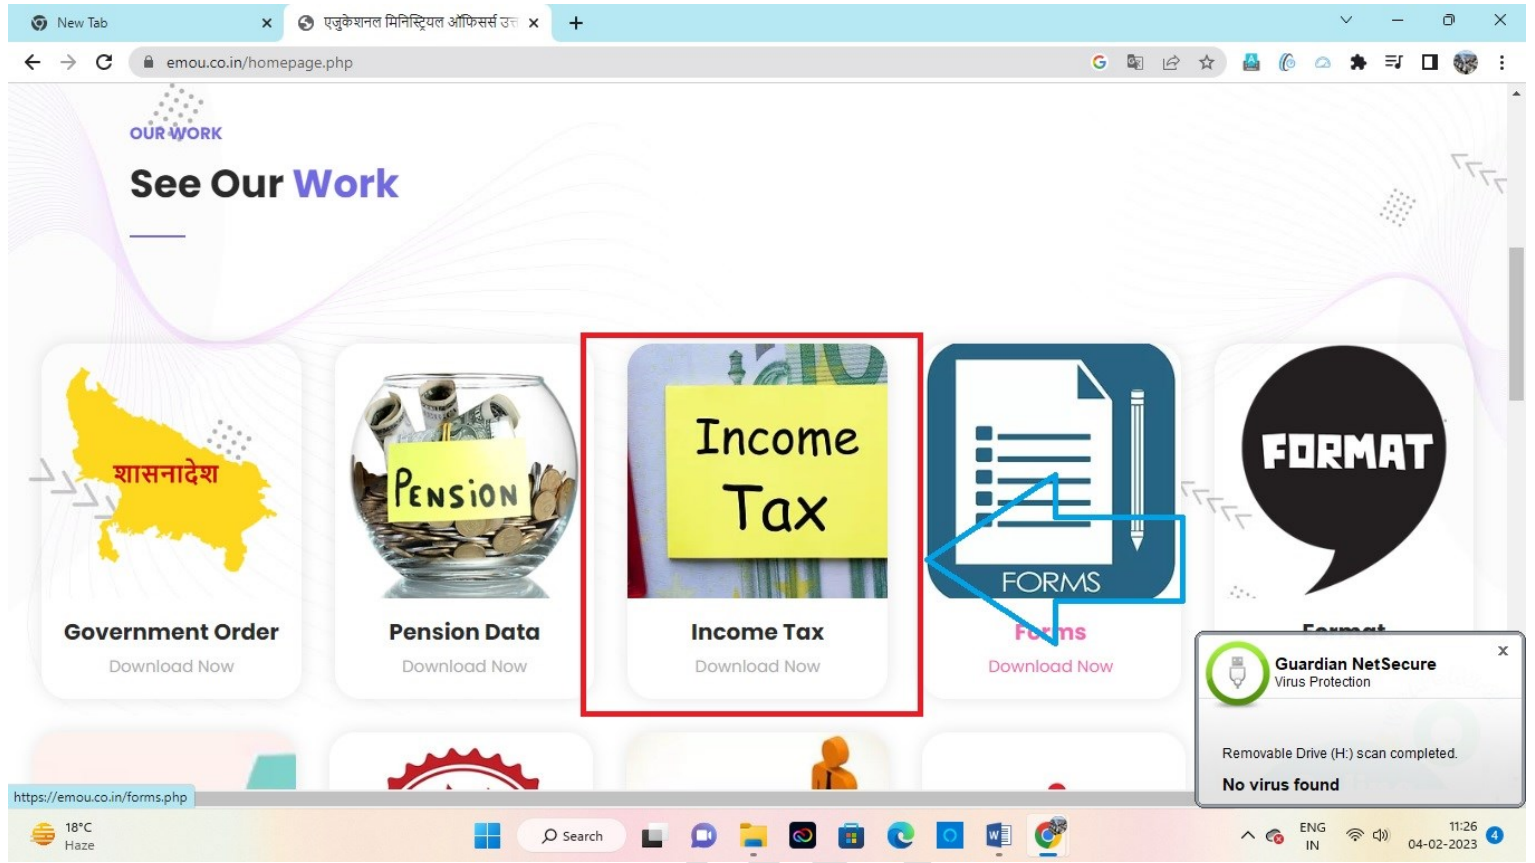 New Tab
एजुकेशनल मिनिस्ट्रियल ऑफिसर्स उत्त
emou.co.in/homepage.php
OUR WORK
See Our Work
शासनादेश
PENSION
Income
Tax
FORMS
FORMAT
Government Order
Download Now
Pension Data
Download Now
Income Tax
Download Now
Forms
Download Now
Format
Guardian NetSecure
Virus Protection
Removable Drive (H:) scan completed.
No virus found
https://emou.co.in/forms.php
18°C
Haze
Search
ENG
IN
11:26
04-02-2023
4